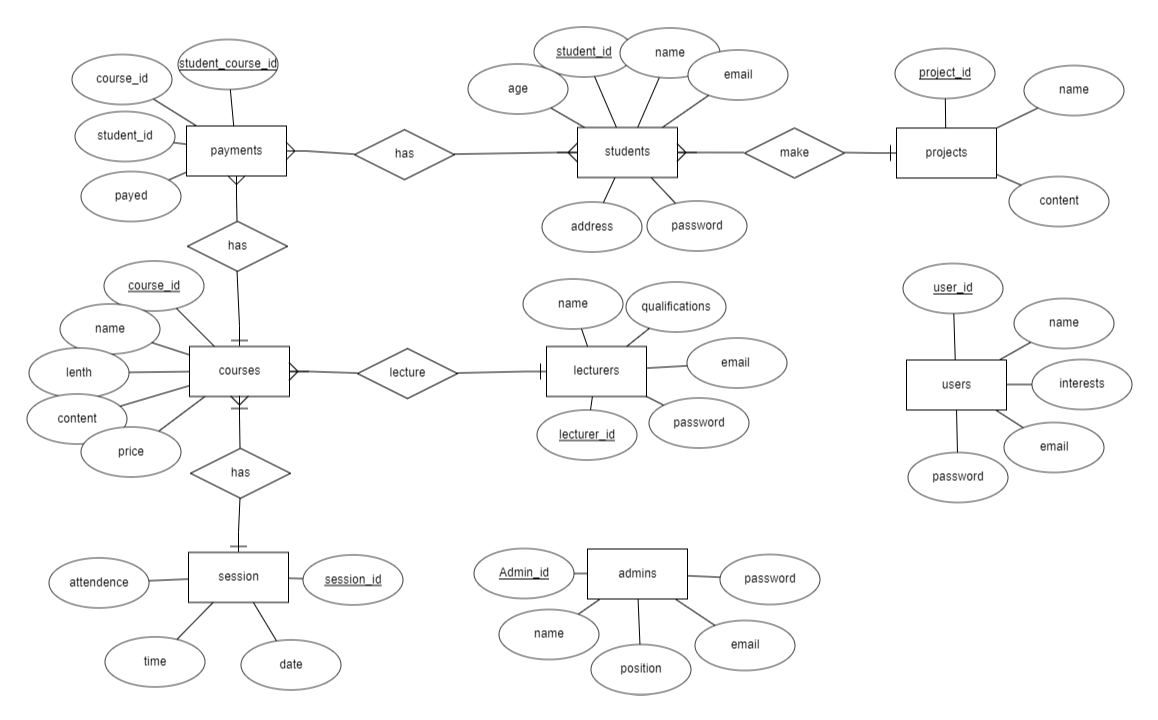 student_course_id
course_id
student_id
payed
payments
has
student_id
name
email
age
students
address
password
make
project_id
name
projects
content
has
course_id
name
lenth
content
price
courses
lecture
name
qualifications
email
lecturers
password
lecturer_id
user_id
name
interests
users
email
password
has
attendence
session
session_id
time
date
Admin_id
admins
password
name
position
email